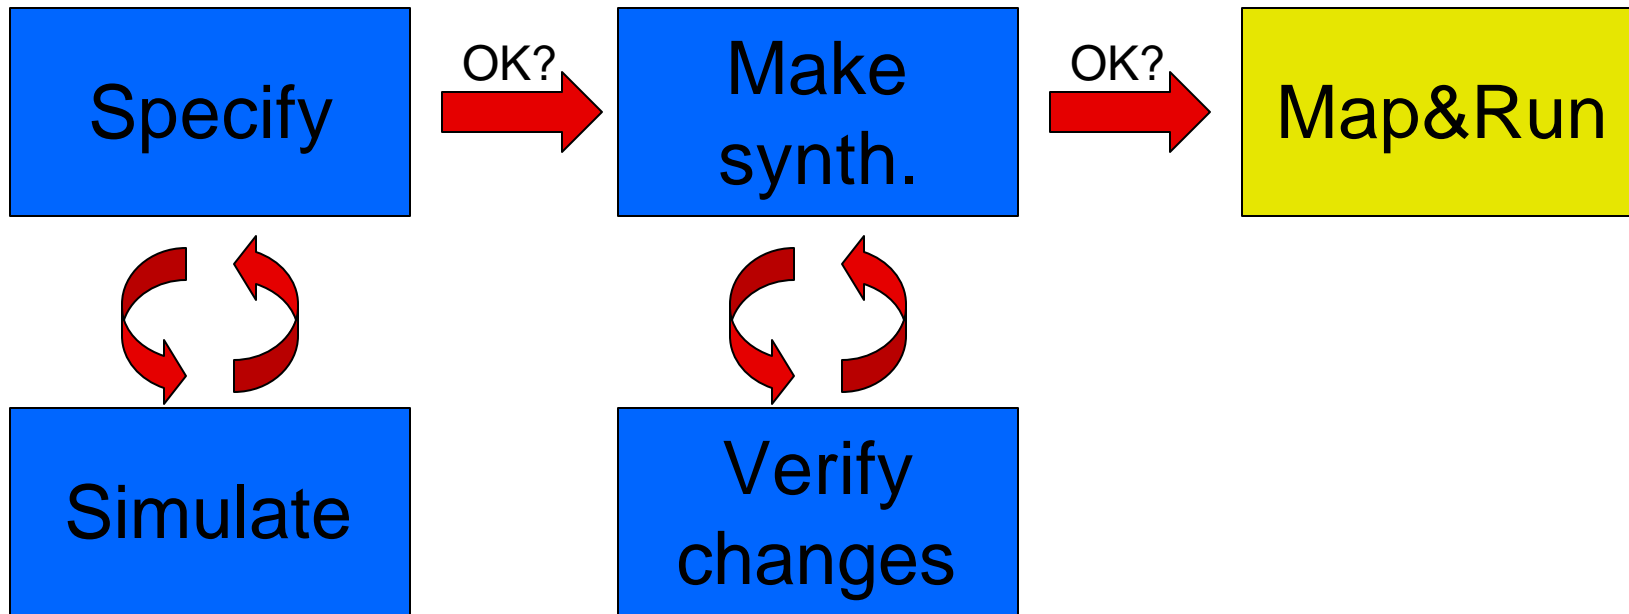 Specify
OK?
Make
synth.
OK?
Map&Run
Simulate
Verify
changes